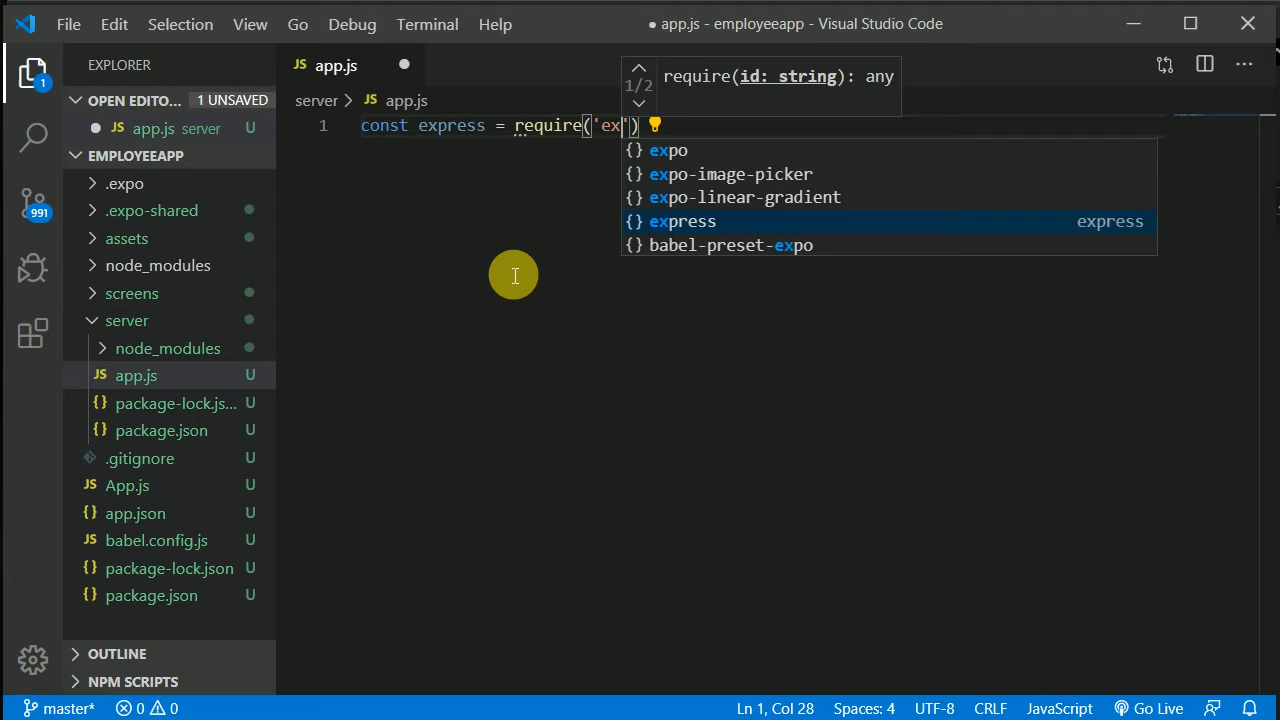 File Edit Selection View Go Debug Terminal Help ● app.js - employeeapp - Visual Studio Code
1
EXPLORER
JS app.js
OPEN EDITO... 1 UNSAVED
JS app.js server U
server > JS app.js
1/2 require(id: string): any
1 const express = require('ex')
{} expo
{} expo-image-picker
{} expo-linear-gradient
{} express express
{} babel-preset-expo
EMPLOYEEAPP
.expo
.expo-shared
991
assets
node_modules
screens
server
node_modules
JS app.js U
{} package-lock.js... U
{} package.json U
.gitignore U
JS App.js U
{} app.json U
JS babel.config.js U
{} package-lock.json U
{} package.json U
OUTLINE
NPM SCRIPTS
master* 0 0 Ln 1, Col 28 Spaces: 4 UTF-8 CRLF JavaScript Go Live